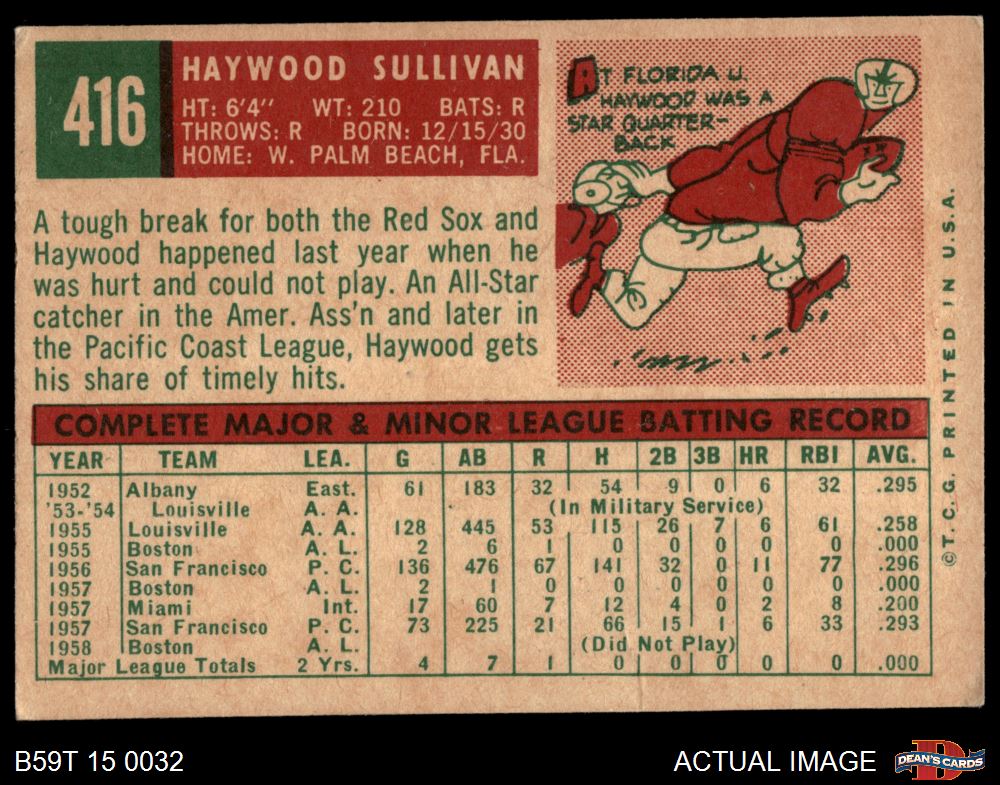 416
HAYWOOD SULLIVAN
HT: 6'4" WT: 210 BATS: R
THROWS: R BORN: 12/15/30
HOME: W. PALM BEACH, FLA.
AT FLORIDA U.
HAYWOOD WAS A
STAR QUARTER-
BACK
A tough break for both the Red Sox and
Haywood happened last year when he
was hurt and could not play. An All-Star
catcher in the Amer. Ass'n and later in
the Pacific Coast League, Haywood gets
his share of timely hits.
©T.C.G. PRINTED IN U.S.A.
COMPLETE MAJOR & MINOR LEAGUE BATTING RECORD
YEAR TEAM LEA. G AB R H 2B 3B HR RBI AVG.
1952 Albany East. 61 183 32 54 9 0 6 32 .295
'53-'54 Louisville A. A. (In Military Service)
1955 Louisville A. A. 128 445 53 115 26 7 6 61 .258
1955 Boston A. L. 2 6 1 0 0 0 0 0 .000
1956 San Francisco P. C. 136 476 67 141 32 0 11 77 .296
1957 Boston A. L. 2 1 0 0 0 0 0 0 .000
1957 Miami Int. 17 60 7 12 4 0 2 8 .200
1957 San Francisco P. C. 73 225 21 66 15 1 6 33 .293
1958 Boston A. L. (Did Not Play)
Major League Totals 2 Yrs. 4 7 1 0 0 0 0 0 .000
B59T 15 0032
ACTUAL IMAGE
DEAN'S CARDS